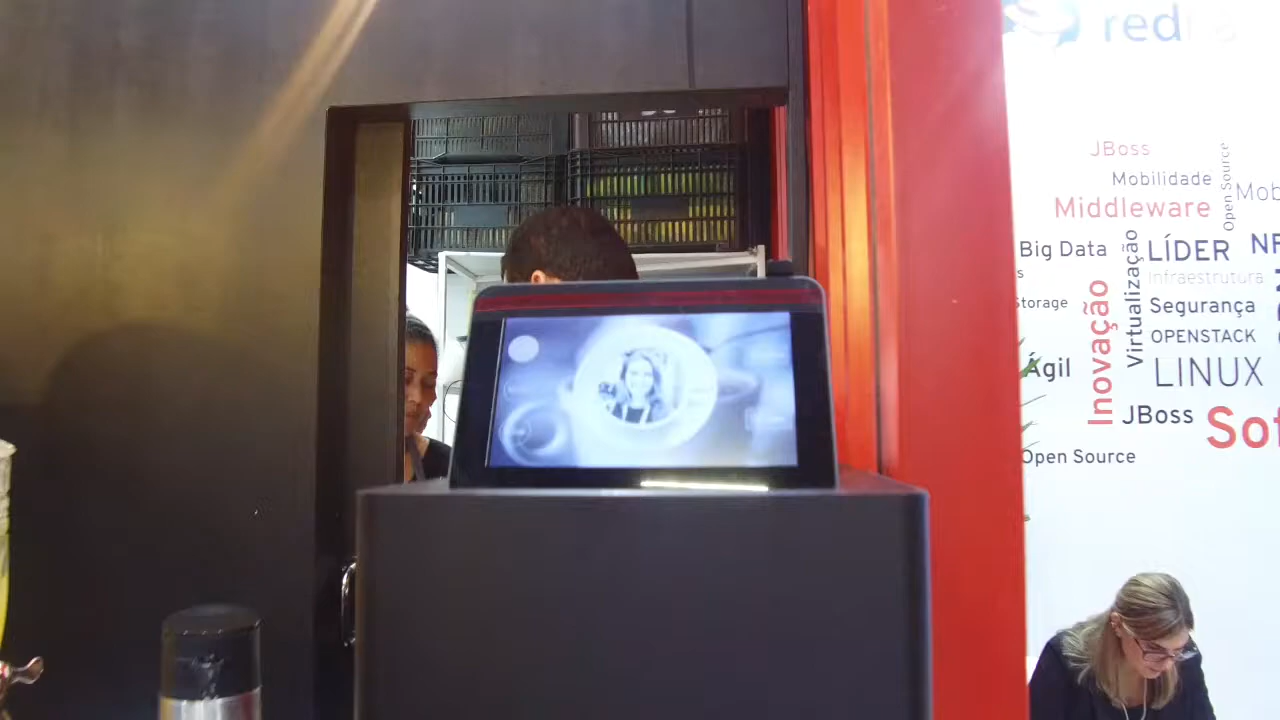 red
JBoss
Mobilidade
Open Source
Mob
Middleware
Big Data
Virtualização
LÍDER
Infraestrutura
Storage
Inovação
Segurança
OPENSTACK
Ágil
LINUX
JBoss
Sof
Open Source